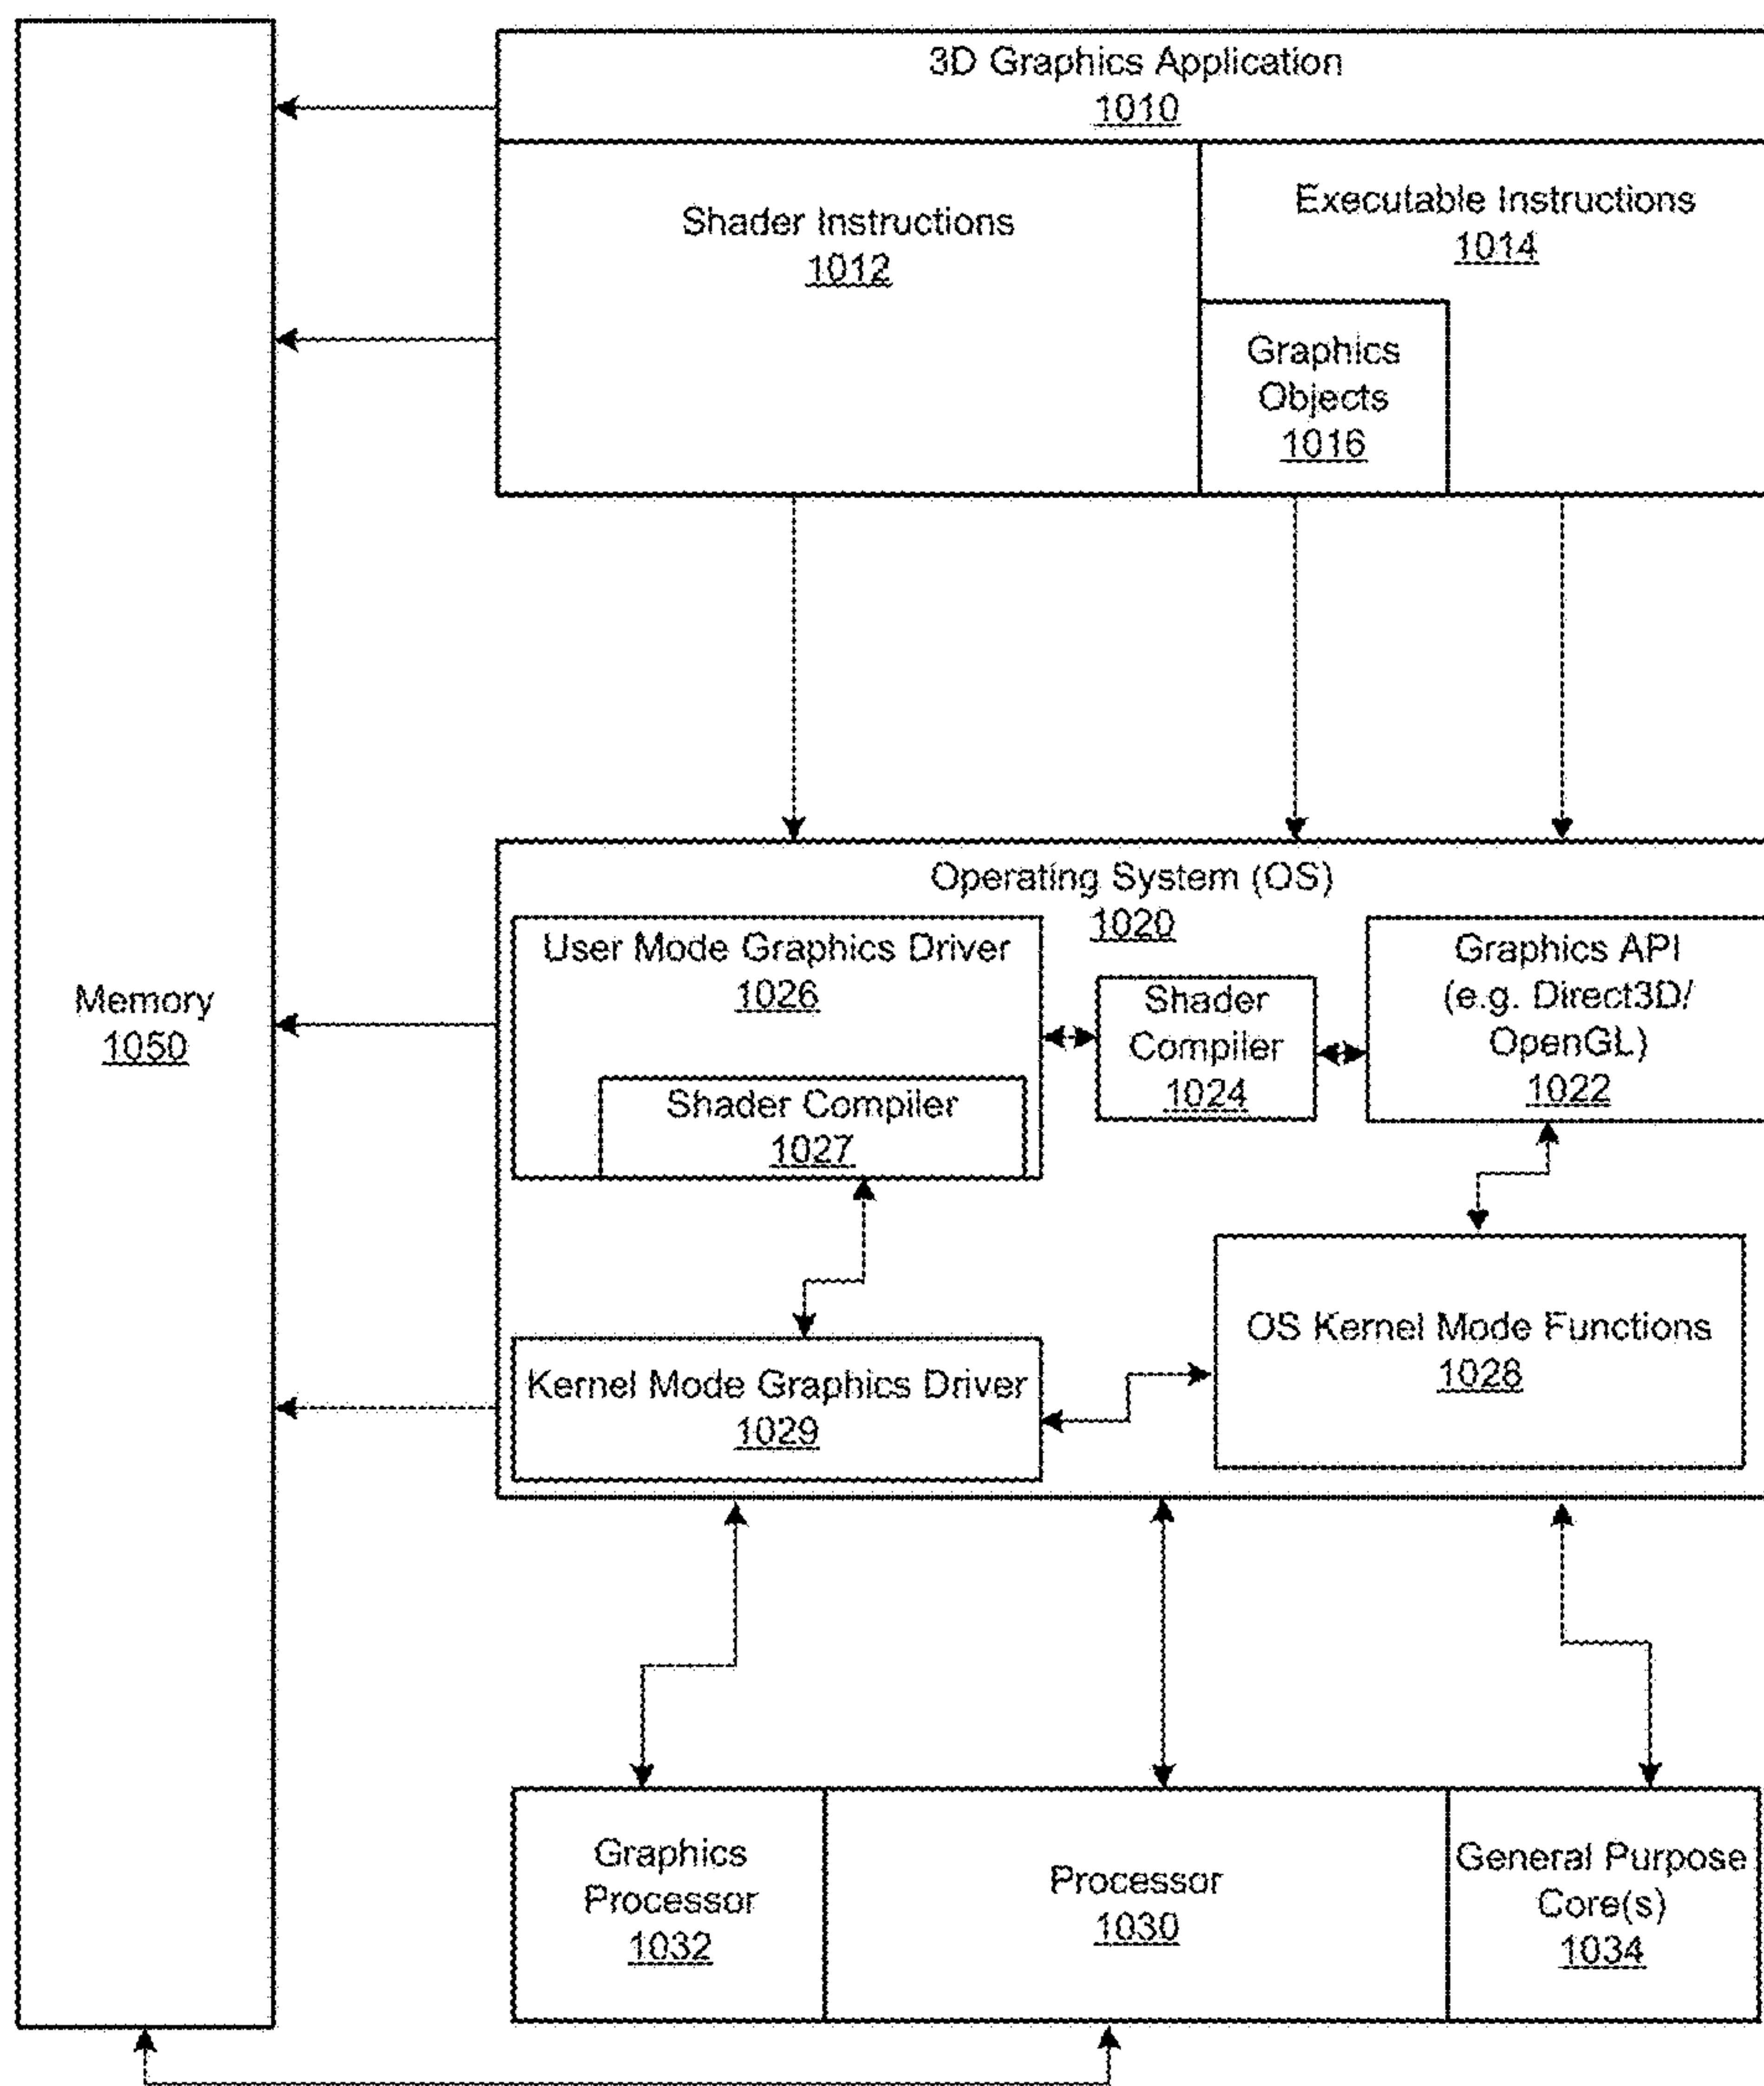 3D Graphics Application
1010
Shader Instructions
1012
Executable Instructions
1014
Graphics
Objects
1016
Operating System (OS)
1020
User Mode Graphics Driver
1026
Shader Compiler
1027
Shader
Compiler
1024
Graphics API
(e.g. Direct3D/
OpenGL)
1022
Memory
1050
OS Kernel Mode Functions
1028
Kernel Mode Graphics Driver
1029
Graphics
Processor
1032
Processor
1030
General Purpose
Core(s)
1034